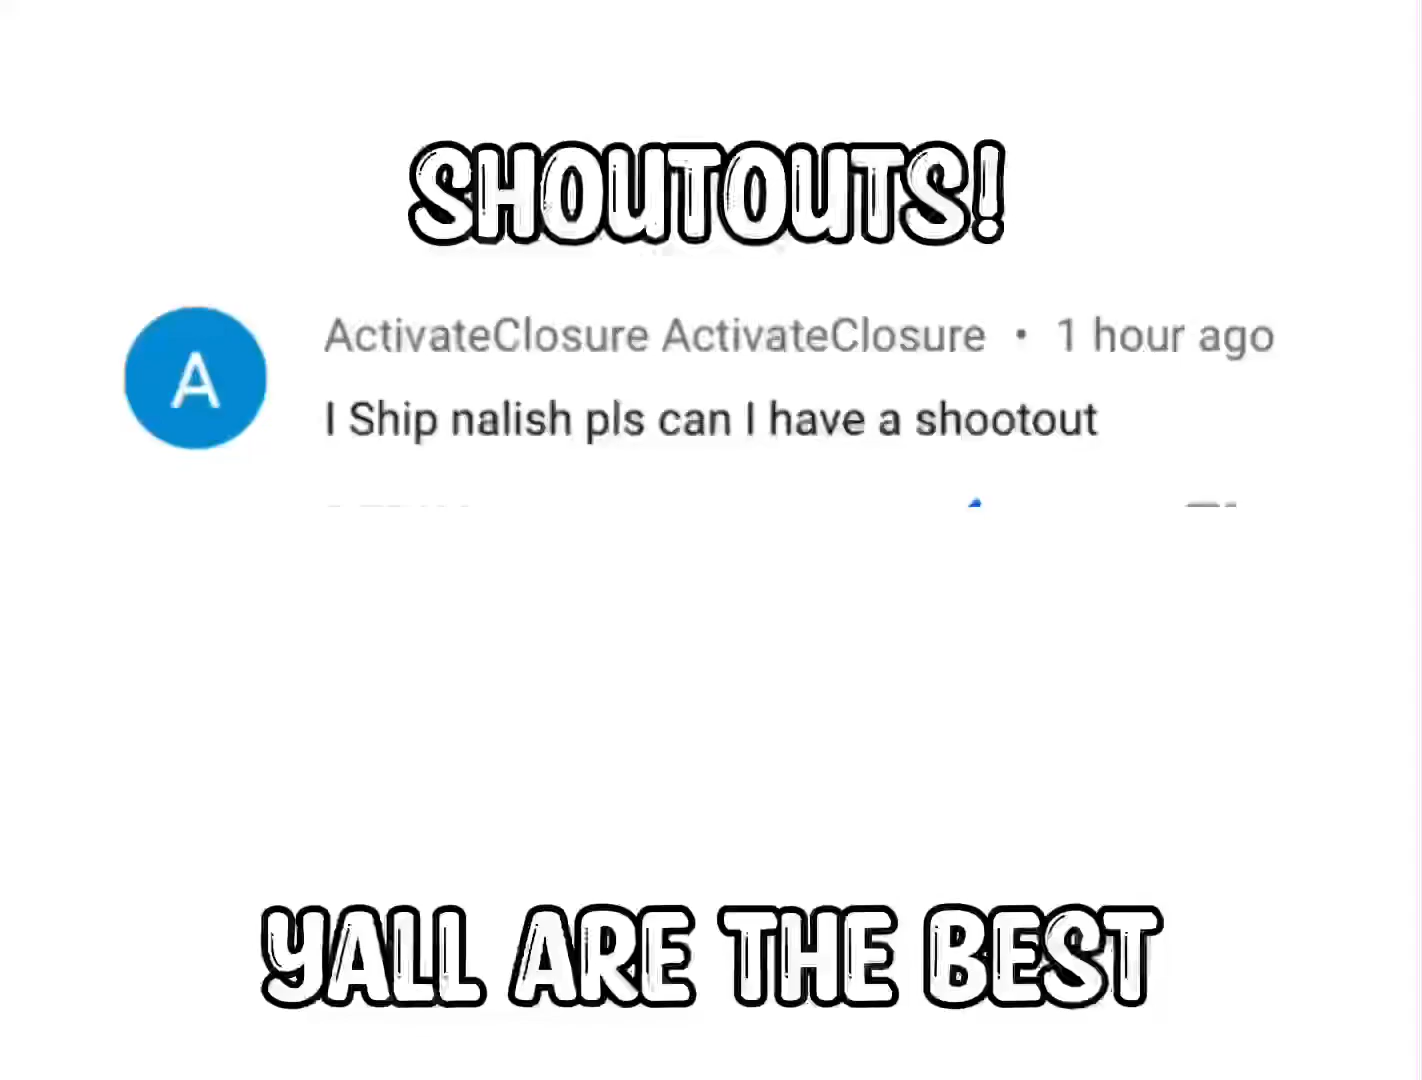 SHOUTOUTS!
ActivateClosure ActivateClosure • 1 hour ago
A
I Ship nalish pls can I have a shootout
YALL ARE THE BEST